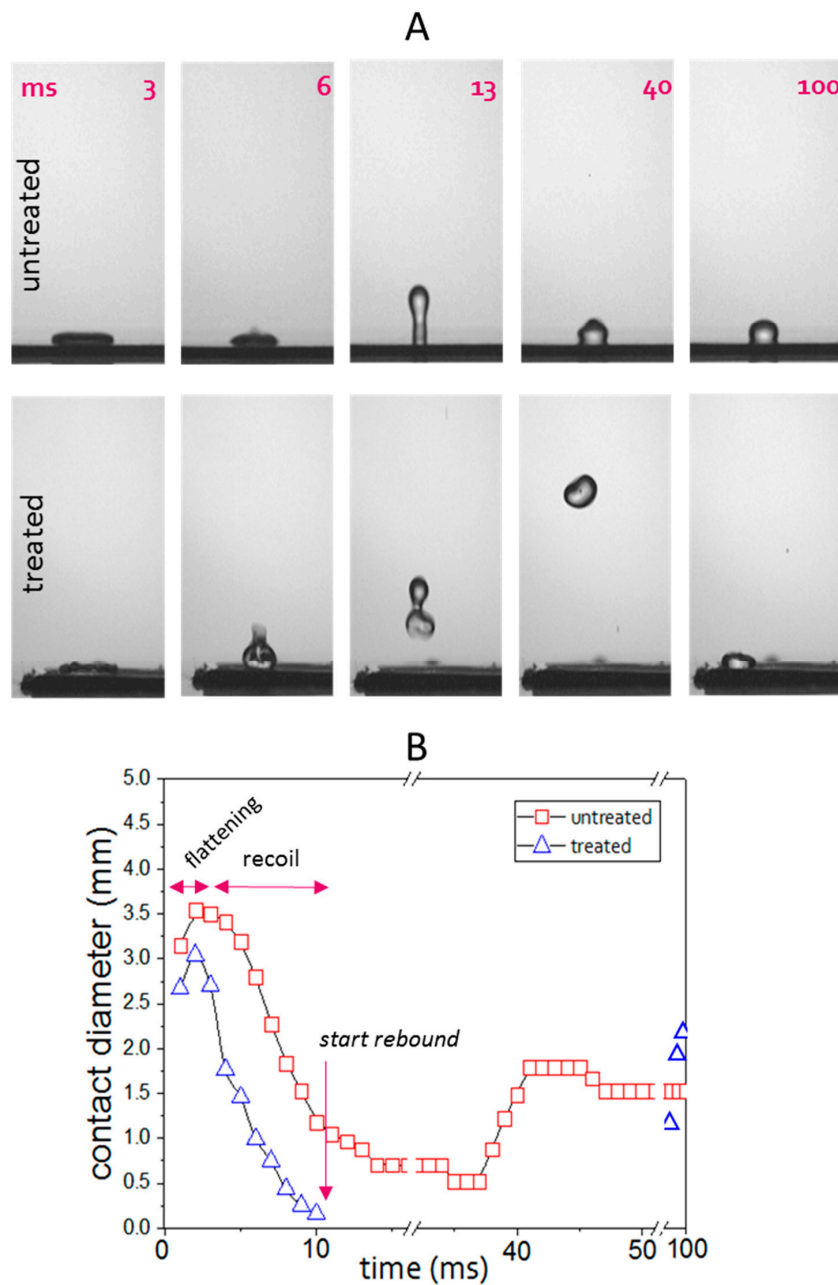 A
ms 3 6 13 40 100
untreated
treated
B
5.0
4.5
4.0
3.5
3.0
2.5
2.0
1.5
1.0
0.5
0.0
contact diameter (mm)
flattening
recoil
start rebound
untreated
treated
0 10 40 50 100
time (ms)